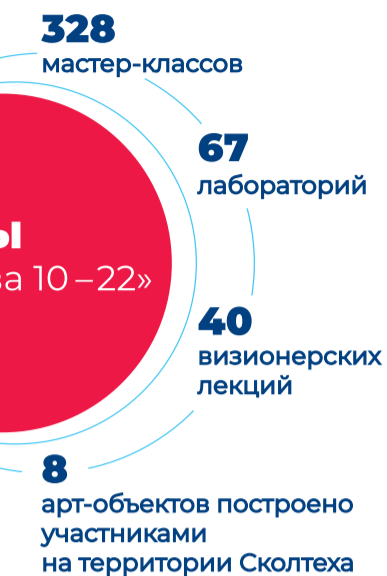 328
мастер-классов
67
лабораторий
10–22»
40
визионерских
лекций
8
арт-объектов построено
участниками
на территории Сколтеха